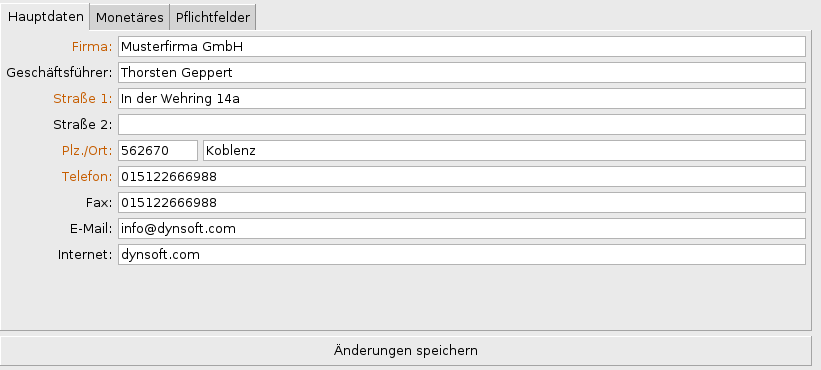 Hauptdaten Monetäres Pflichtfelder
Firma: Musterfirma GmbH
Geschäftsführer: Thorsten Geppert
Straße 1: In der Wehring 14a
Straße 2:
Plz./Ort: 562670 Koblenz
Telefon: 015122666988
Fax: 015122666988
E-Mail: info@dynsoft.com
Internet: dynsoft.com
Änderungen speichern